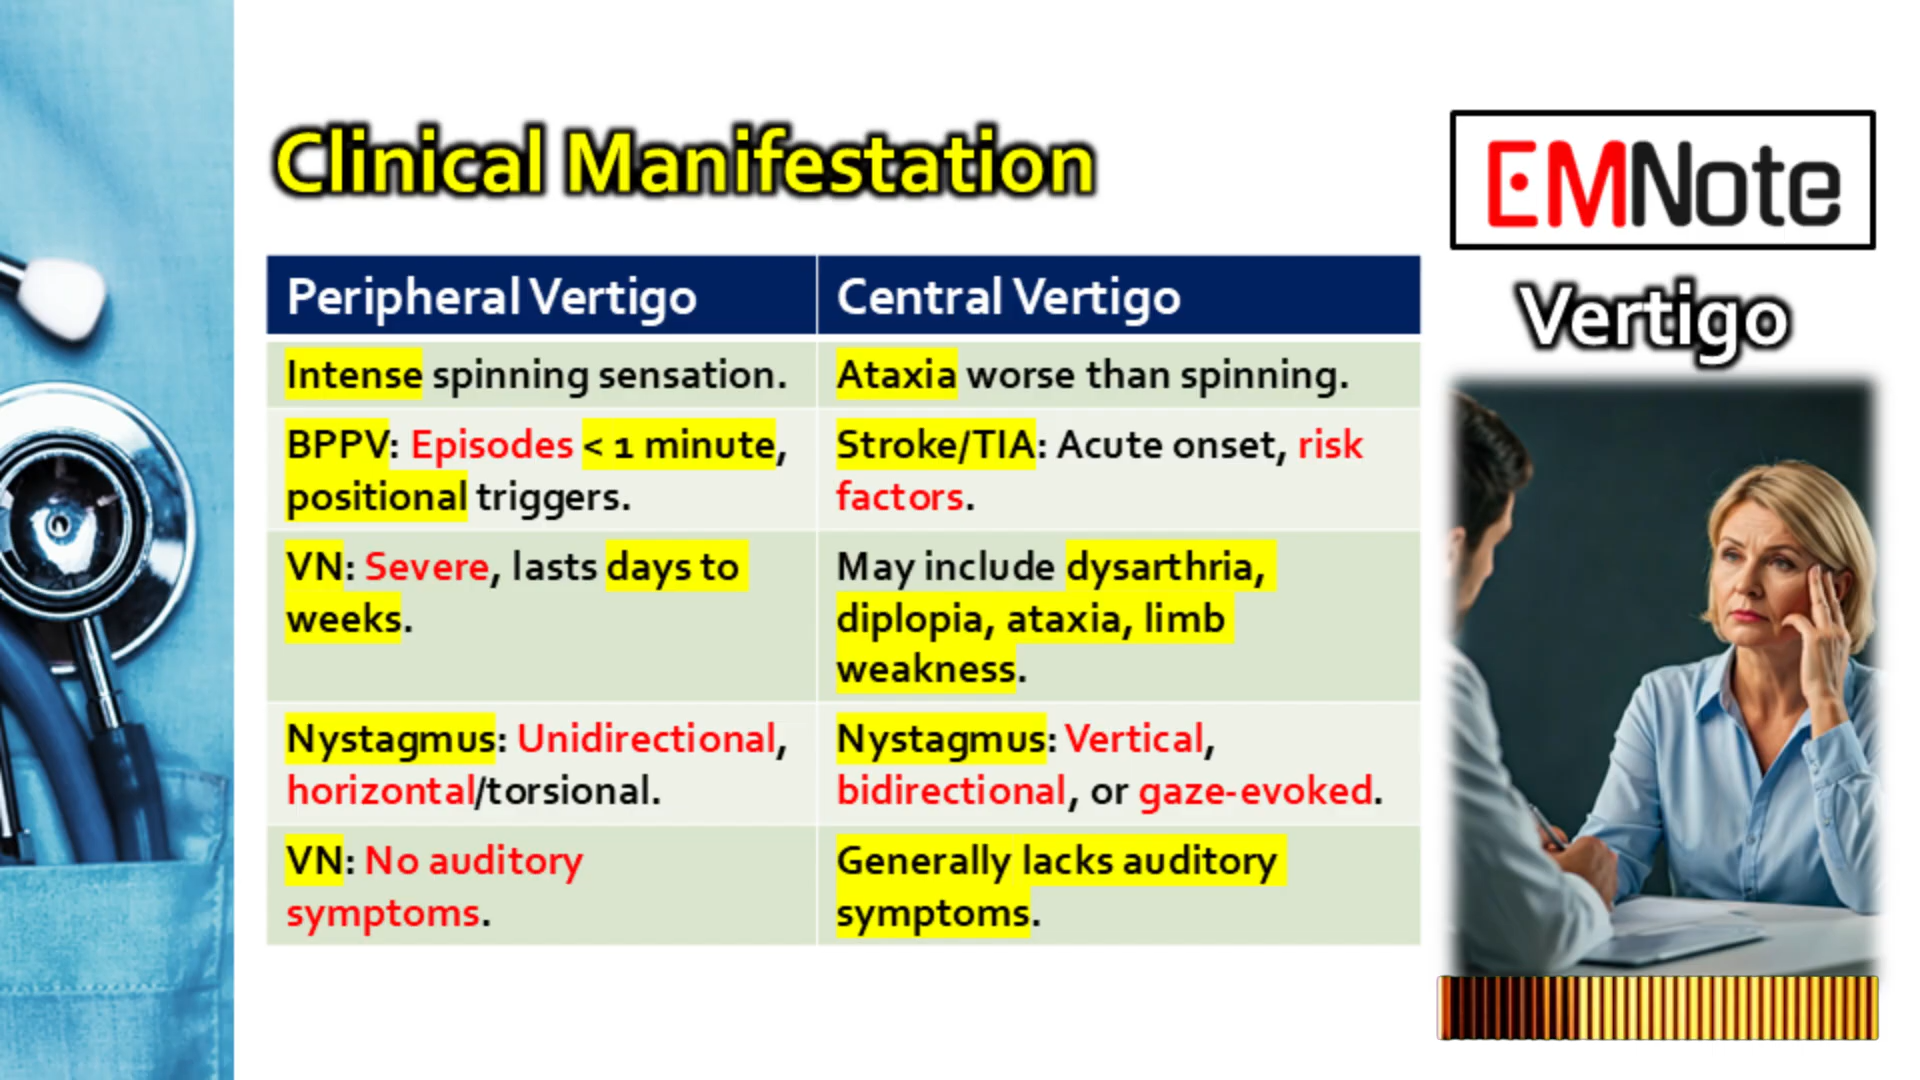 Clinical Manifestation
EMNote
Vertigo
Peripheral Vertigo
Central Vertigo
Intense spinning sensation.
Ataxia worse than spinning.
BPPV: Episodes < 1 minute,
positional triggers.
Stroke/TIA: Acute onset, risk
factors.
VN: Severe, lasts days to
weeks.
May include dysarthria,
diplopia, ataxia, limb
weakness.
Nystagmus: Unidirectional,
horizontal/torsional.
Nystagmus: Vertical,
bidirectional, or gaze-evoked.
VN: No auditory
symptoms.
Generally lacks auditory
symptoms.